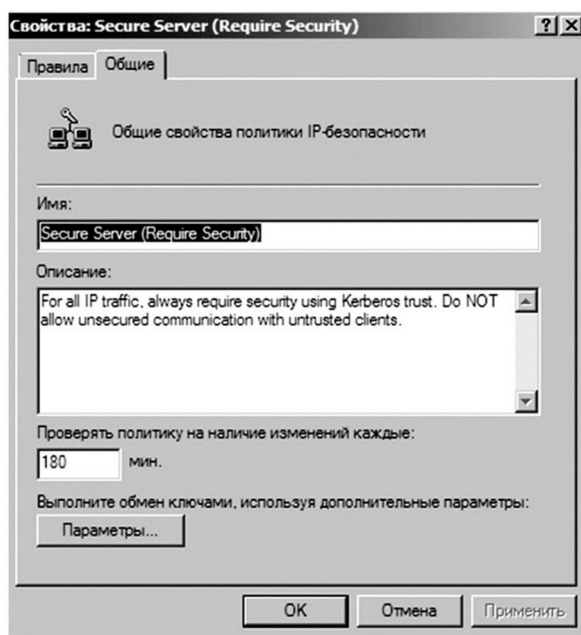 Свойства: Secure Server (Require Security)
Правила Общие
Общие свойства политики IP-безопасности
Имя:
Secure Server (Require Security)
Описание:
For all IP traffic, always require security using Kerberos trust. Do NOT
allow unsecured communication with untrusted clients.
Проверять политику на наличие изменений каждые:
180 мин.
Выполните обмен ключами, используя дополнительные параметры:
Параметры...
OK Отмена Применить